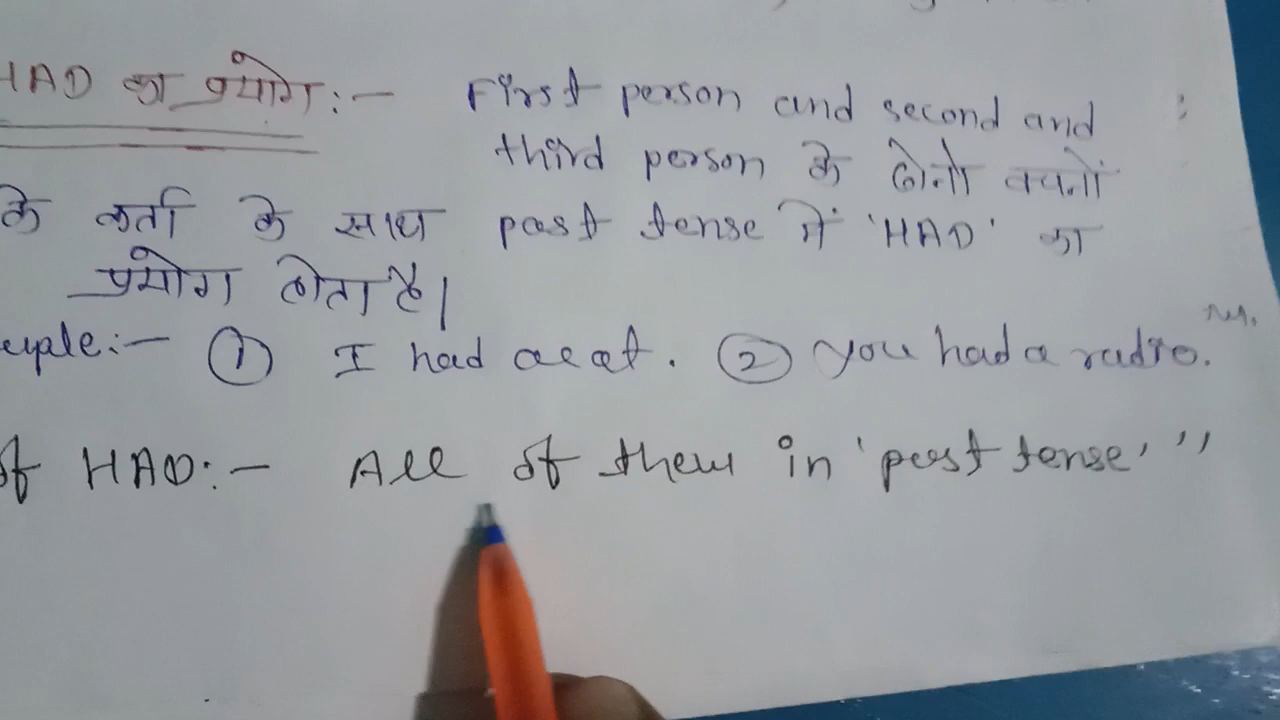 HAD का प्रयोग :- First person and second and
third person के दोनो वचनों
के कर्ता के साथ past tense में 'HAD' का
प्रयोग होता है।
mple:- ① I had a cat. ② You had a radio.
of HAD:- All of them in 'past tense' ''